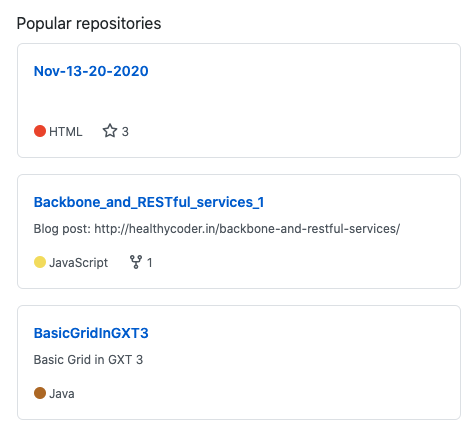 Popular repositories
Nov-13-20-2020
HTML 3
Backbone_and_RESTful_services_1
Blog post: http://healthycoder.in/backbone-and-restful-services/
JavaScript 1
BasicGridInGXT3
Basic Grid in GXT 3
Java